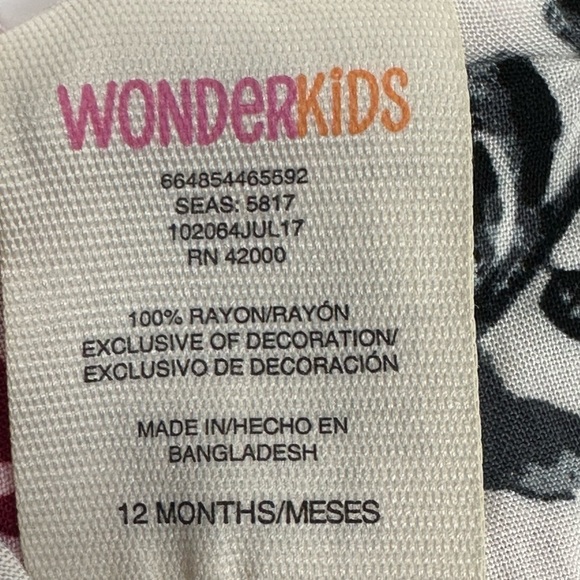 WONDERKIDS
664854465592
SEAS: 5817
102064JUL17
RN 42000
100% RAYON/RAYÓN
EXCLUSIVE OF DECORATION/
EXCLUSIVO DE DECORACIÓN
MADE IN/HECHO EN
BANGLADESH
12 MONTHS/MESES